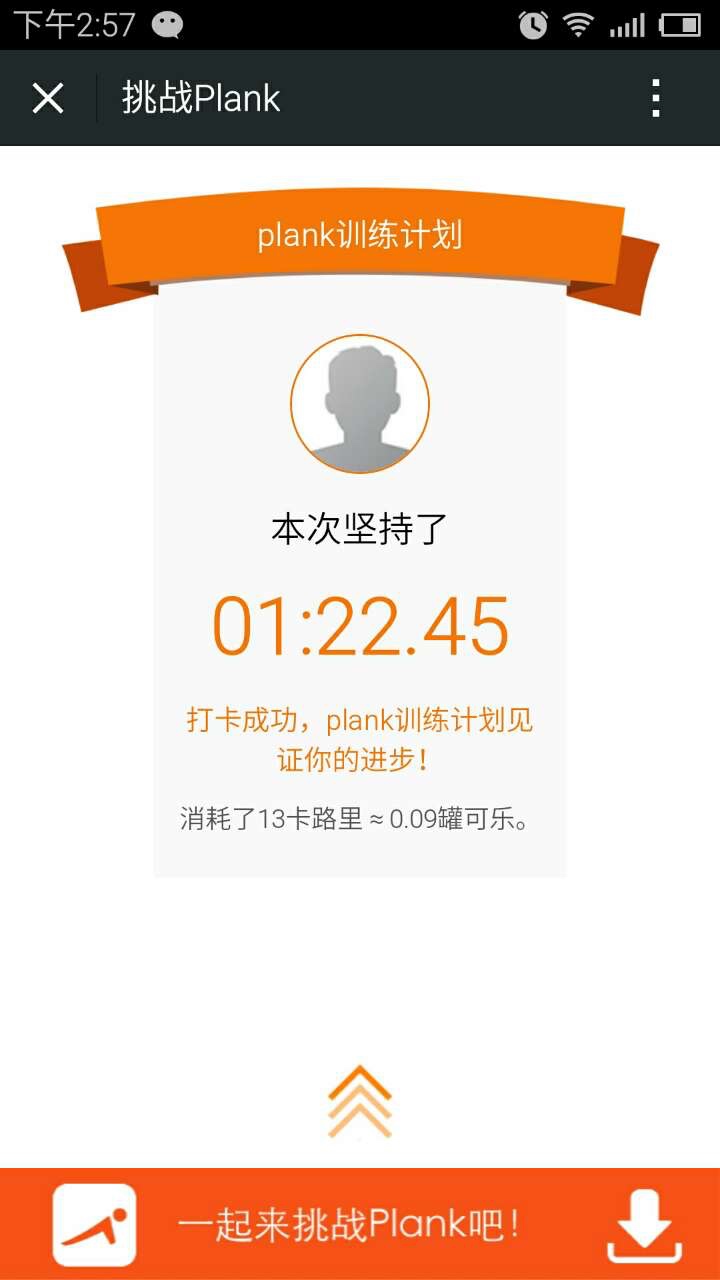 下午2:57
挑战Plank
plank训练计划
本次坚持了
01:22.45
打卡成功，plank训练计划见
证你的进步！
消耗了13卡路里≈0.09罐可乐。
一起来挑战Plank吧！